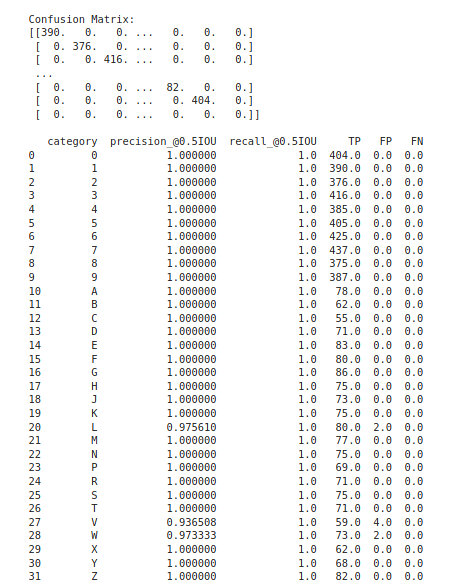 Confusion Matrix:
[[390.   0.   0. ...   0.   0.   0.]
 [  0. 376.   0. ...   0.   0.   0.]
 [  0.   0. 416. ...   0.   0.   0.]
 ...
 [  0.   0.   0. ...  82.   0.   0.]
 [  0.   0.   0. ...   0. 404.   0.]
 [  0.   0.   0. ...   0.   0.   0.]]
   category  precision_@0.5IOU  recall_@0.5IOU     TP   FP   FN
0         0           1.000000             1.0  404.0  0.0  0.0
1         1           1.000000             1.0  390.0  0.0  0.0
2         2           1.000000             1.0  376.0  0.0  0.0
3         3           1.000000             1.0  416.0  0.0  0.0
4         4           1.000000             1.0  385.0  0.0  0.0
5         5           1.000000             1.0  405.0  0.0  0.0
6         6           1.000000             1.0  425.0  0.0  0.0
7         7           1.000000             1.0  437.0  0.0  0.0
8         8           1.000000             1.0  375.0  0.0  0.0
9         9           1.000000             1.0  387.0  0.0  0.0
10        A           1.000000             1.0   78.0  0.0  0.0
11        B           1.000000             1.0   62.0  0.0  0.0
12        C           1.000000             1.0   55.0  0.0  0.0
13        D           1.000000             1.0   71.0  0.0  0.0
14        E           1.000000             1.0   83.0  0.0  0.0
15        F           1.000000             1.0   80.0  0.0  0.0
16        G           1.000000             1.0   86.0  0.0  0.0
17        H           1.000000             1.0   75.0  0.0  0.0
18        J           1.000000             1.0   73.0  0.0  0.0
19        K           1.000000             1.0   75.0  0.0  0.0
20        L           0.975610             1.0   80.0  2.0  0.0
21        M           1.000000             1.0   77.0  0.0  0.0
22        N           1.000000             1.0   75.0  0.0  0.0
23        P           1.000000             1.0   69.0  0.0  0.0
24        R           1.000000             1.0   71.0  0.0  0.0
25        S           1.000000             1.0   75.0  0.0  0.0
26        T           1.000000             1.0   71.0  0.0  0.0
27        V           0.936508             1.0   59.0  4.0  0.0
28        W           0.973333             1.0   73.0  2.0  0.0
29        X           1.000000             1.0   62.0  0.0  0.0
30        Y           1.000000             1.0   68.0  0.0  0.0
31        Z           1.000000             1.0   82.0  0.0  0.0